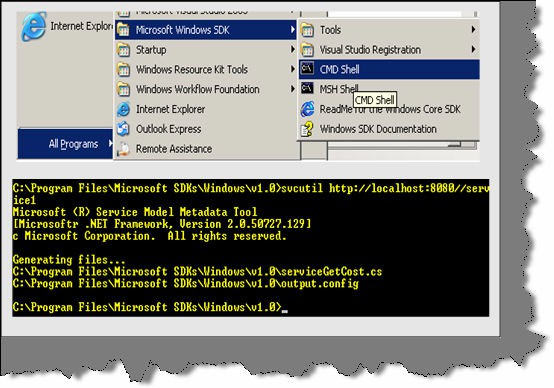 Microsoft Visual Studio 2005
Internet Explorer
Microsoft Windows SDK
Tools
Startup
Visual Studio Registration
Windows Resource Kit Tools
CMD Shell
Windows Workflow Foundation
MSH Shell
CMD Shell
Internet Explorer
ReadMe for the Windows Core SDK
Outlook Express
Windows SDK Documentation
All Programs
Remote Assistance
C:\Program Files\Microsoft SDKs\Windows\v1.0>svcutil http://localhost:8080//serv
ice1
Microsoft (R) Service Model Metadata Tool
[Microsoftr .NET Framework, Version 2.0.50727.129]
c Microsoft Corporation.  All rights reserved.
Generating files...
C:\Program Files\Microsoft SDKs\Windows\v1.0\serviceGetCost.cs
C:\Program Files\Microsoft SDKs\Windows\v1.0\output.config
C:\Program Files\Microsoft SDKs\Windows\v1.0>_